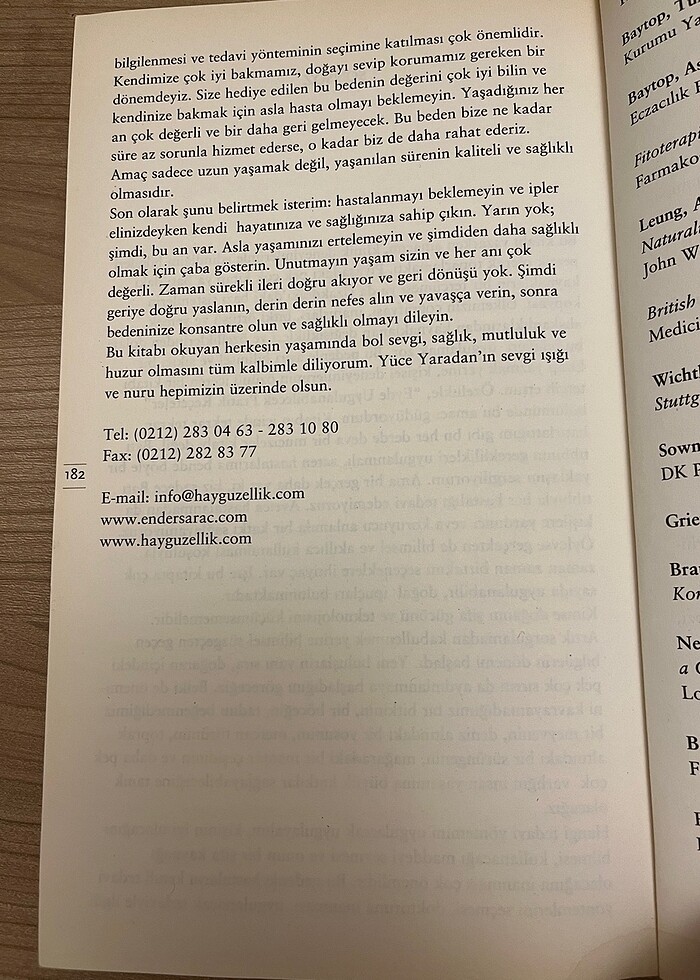 bilgilenmesi ve tedavi yönteminin seçimine katılması çok önemlidir.
Kendimize çok iyi bakmamız, doğayı sevip korumamız gereken bir
dönemdeyiz. Size hediye edilen bu bedenin değerini çok iyi bilin ve
kendinize bakmak için asla hasta olmayı beklemeyin. Yaşadığınız her
an çok değerli ve bir daha geri gelmeyecek. Bu beden bize ne kadar
süre az sorunla hizmet ederse, o kadar biz de daha rahat ederiz.
Amaç sadece uzun yaşamak değil, yaşanılan sürenin kaliteli ve sağlıklı
olmasıdır.
Son olarak şunu belirtmek isterim: hastalanmayı beklemeyin ve ipler
elinizdeyken kendi hayatınıza ve sağlığınıza sahip çıkın. Yarın yok;
şimdi, bu an var. Asla yaşamınızı ertelemeyin ve şimdiden daha sağlıklı
olmak için çaba gösterin. Unutmayın yaşam sizin ve her anı çok
değerli. Zaman sürekli ileri doğru akıyor ve geri dönüşü yok. Şimdi
geriye doğru yaslanın, derin derin nefes alın ve yavaşça verin, sonra
bedeninize konsantre olun ve sağlıklı olmayı dileyin.
Bu kitabı okuyan herkesin yaşamında bol sevgi, sağlık, mutluluk ve
huzur olmasını tüm kalbimle diliyorum. Yüce Yaradan'ın sevgi ışığı
ve nuru hepimizin üzerinde olsun.
Tel: (0212) 283 04 63 - 283 10 80
Fax: (0212) 282 83 77
182
E-mail: info@hayguzellik.com
www.endersarac.com
www.hayguzellik.com
Baytop,
Kurumu
Baytop,
Eczacılık
Leung,
John W
British
Medici
Stuttg
DK